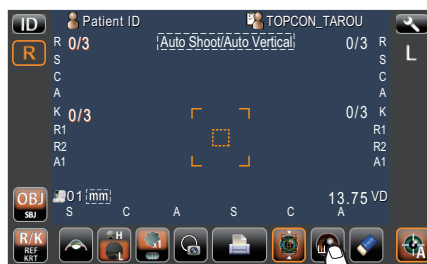 ID Patient ID TOPCON_TAROU
R R 0/3 Auto Shoot/Auto Vertical 0/3 R L
S S
C C
A A
K 0/3 0/3 K
R1 R1
R2 R2
A1 A1
OBJ SBJ 01 mm 13.75 VD
S C A S C A
R/K REF KRT H L x1 A